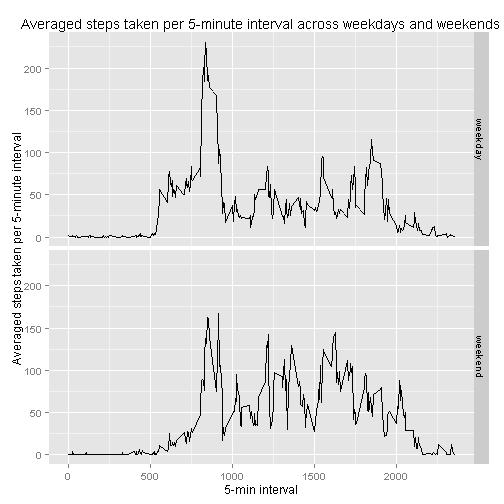 Averaged steps taken per 5-minute interval across weekdays and weekends
Averaged steps taken per 5-minute interval
200
150
100
50
0
weekday
200
150
100
50
0
weekend
0 500 1000 1500 2000
5-min interval